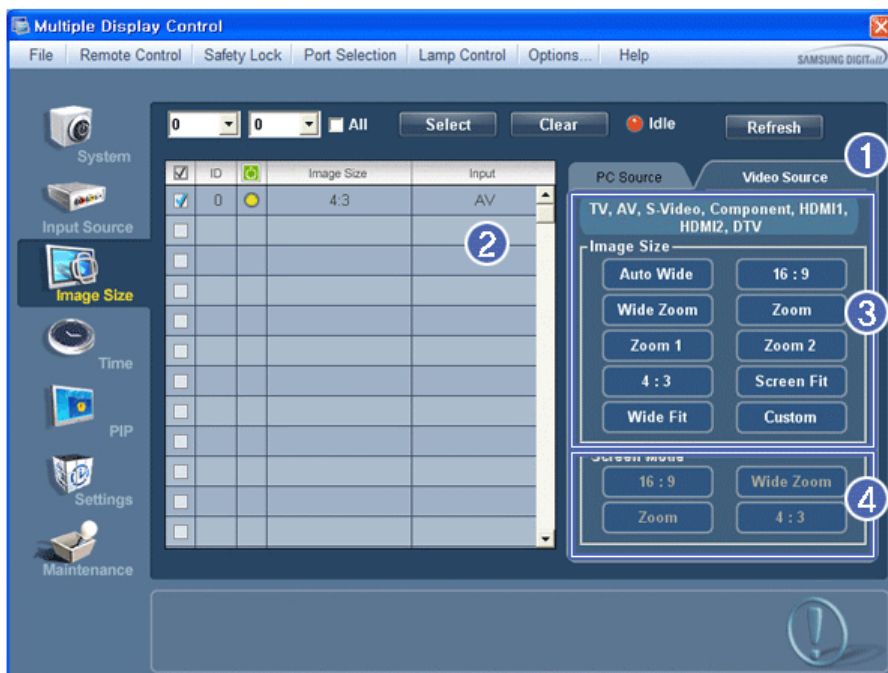 Multiple Display Control
File Remote Control Safety Lock Port Selection Lamp Control Options... Help SAMSUNG DIGITall
0 0 All Select Clear Idle Refresh
System
Input Source
Image Size
Time
PIP
Settings
Maintenance
ID Image Size Input
0 4:3 AV
2
PC Source Video Source
1
TV, AV, S-Video, Component, HDMI1,
HDMI2, DTV
Image Size
Auto Wide 16 : 9
Wide Zoom Zoom
3
Zoom 1 Zoom 2
4 : 3 Screen Fit
Wide Fit Custom
Screen Mode
16 : 9 Wide Zoom
4
Zoom 4 : 3